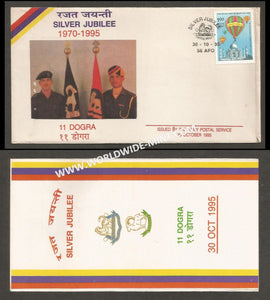 रजत जयन्ती
SILVER JUBILEE
1970-1995
SILVER JUBILEE
30-10-95
56 APO
11 DOGRA
११ डोगरा
ISSUED BY ARMY POSTAL SERVICE
OCTOBER 1995
WWW.WORLDWIDE-MINT.COM
रजत जयन्ती
SILVER JUBILEE
11 DOGRA
११ डोगरा
30 OCT 1995